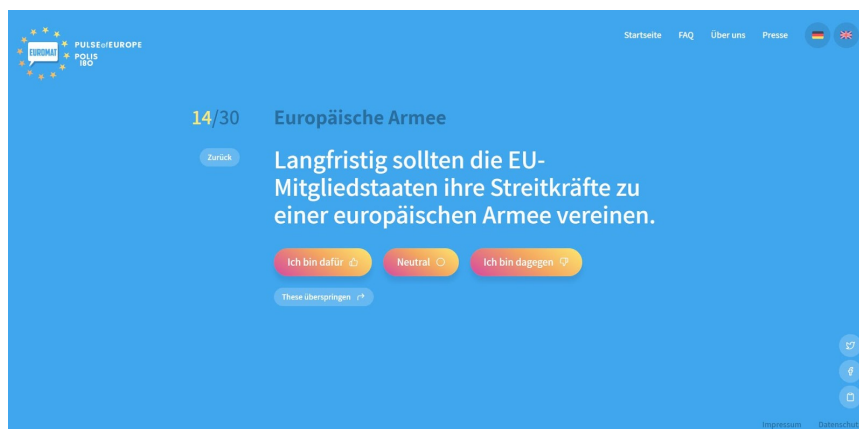 EUROMAT
PULSEofEUROPE
POLIS
180
Startseite FAQ Über uns Presse
14/30
Europäische Armee
Zurück
Langfristig sollten die EU-
Mitgliedstaaten ihre Streitkräfte zu
einer europäischen Armee vereinen.
Ich bin dafür
Neutral
Ich bin dagegen
These überspringen
Impressum Datenschut